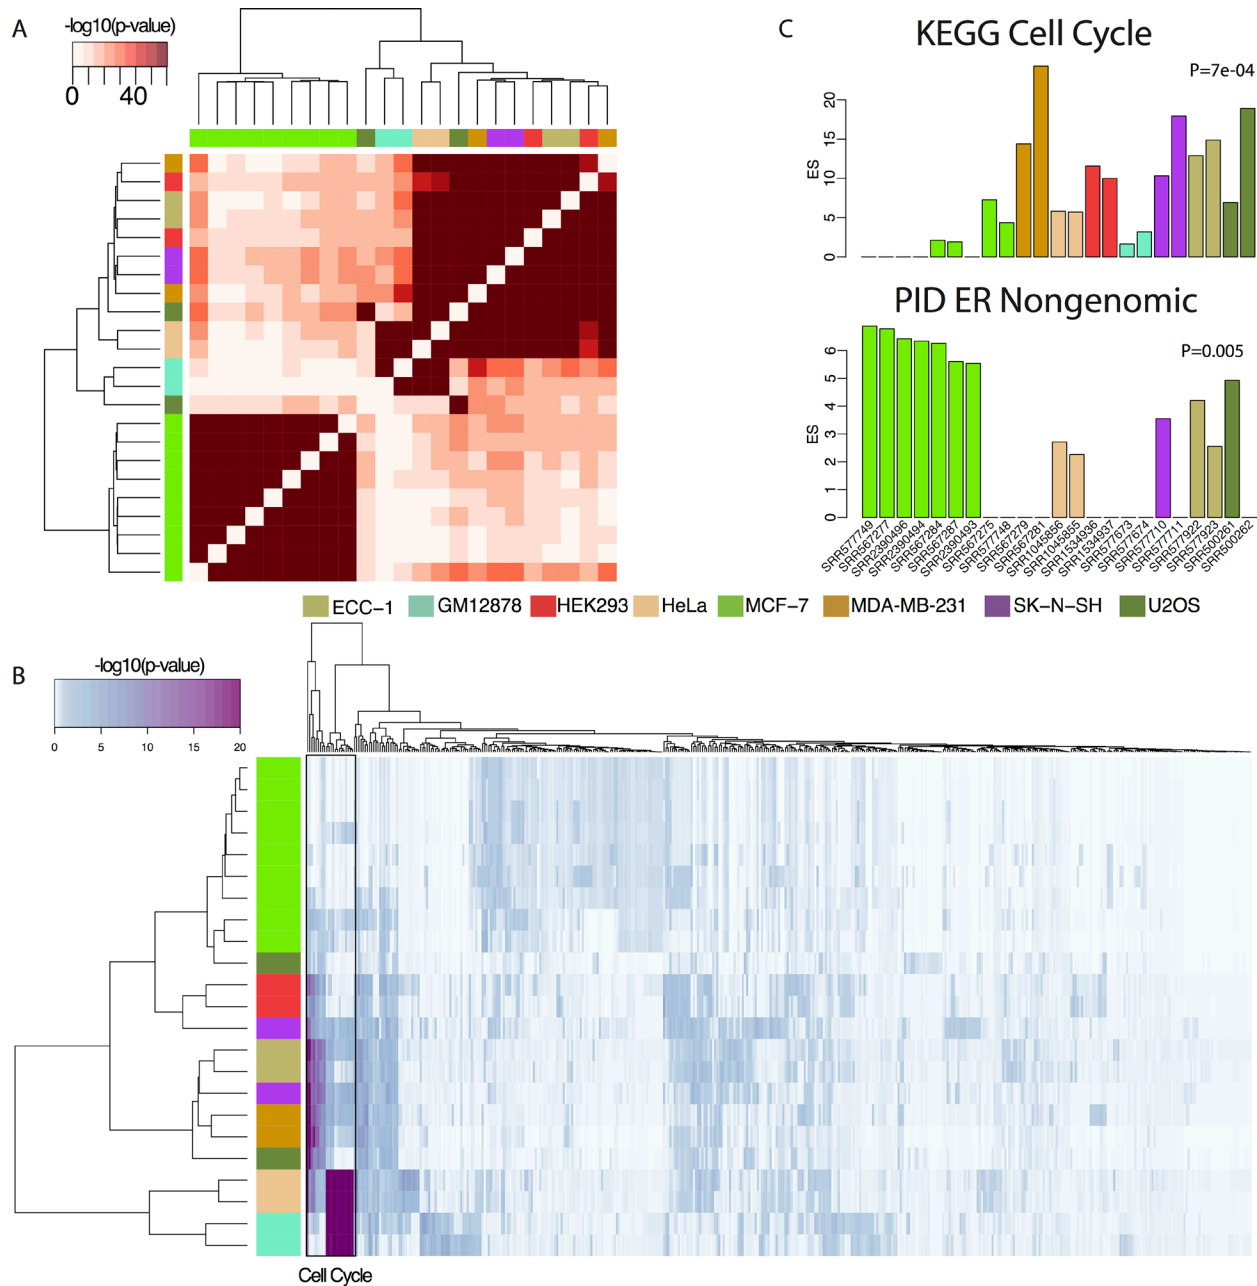 A
-log10(p-value)
0 40
C
KEGG Cell Cycle
P=7e-04
ES
0
5
10
15
20
PID ER Nongenomic
P=0.005
ES
0
1
2
3
4
5
6
SRR577749
SRR567277
SRR2390496
SRR2390494
SRR567284
SRR567287
SRR2390493
SRR567275
SRR577748
SRR567279
SRR567281
SRR1045856
SRR1045855
SRR1534936
SRR1534937
SRR577673
SRR577674
SRR577710
SRR577711
SRR577922
SRR577923
SRR500261
SRR500262
ECC-1 GM12878 HEK293 HeLa MCF-7 MDA-MB-231 SK-N-SH U2OS
B
-log10(p-value)
0 5 10 15 20
Cell Cycle